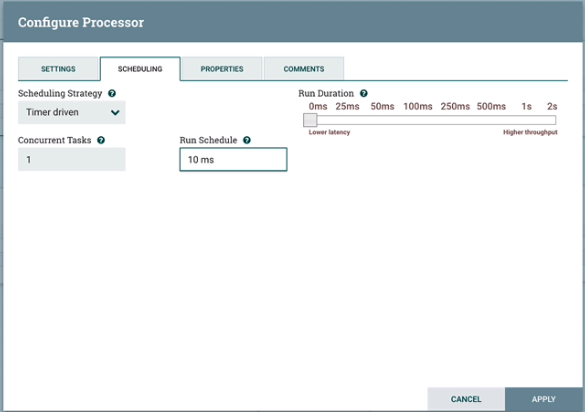 Configure Processor
SETTINGS SCHEDULING PROPERTIES COMMENTS
Scheduling Strategy ? Run Duration ?
Timer driven
0ms 25ms 50ms 100ms 250ms 500ms 1s 2s
Lower latency Higher throughput
Concurrent Tasks ? Run Schedule ?
1 10 ms
CANCEL APPLY